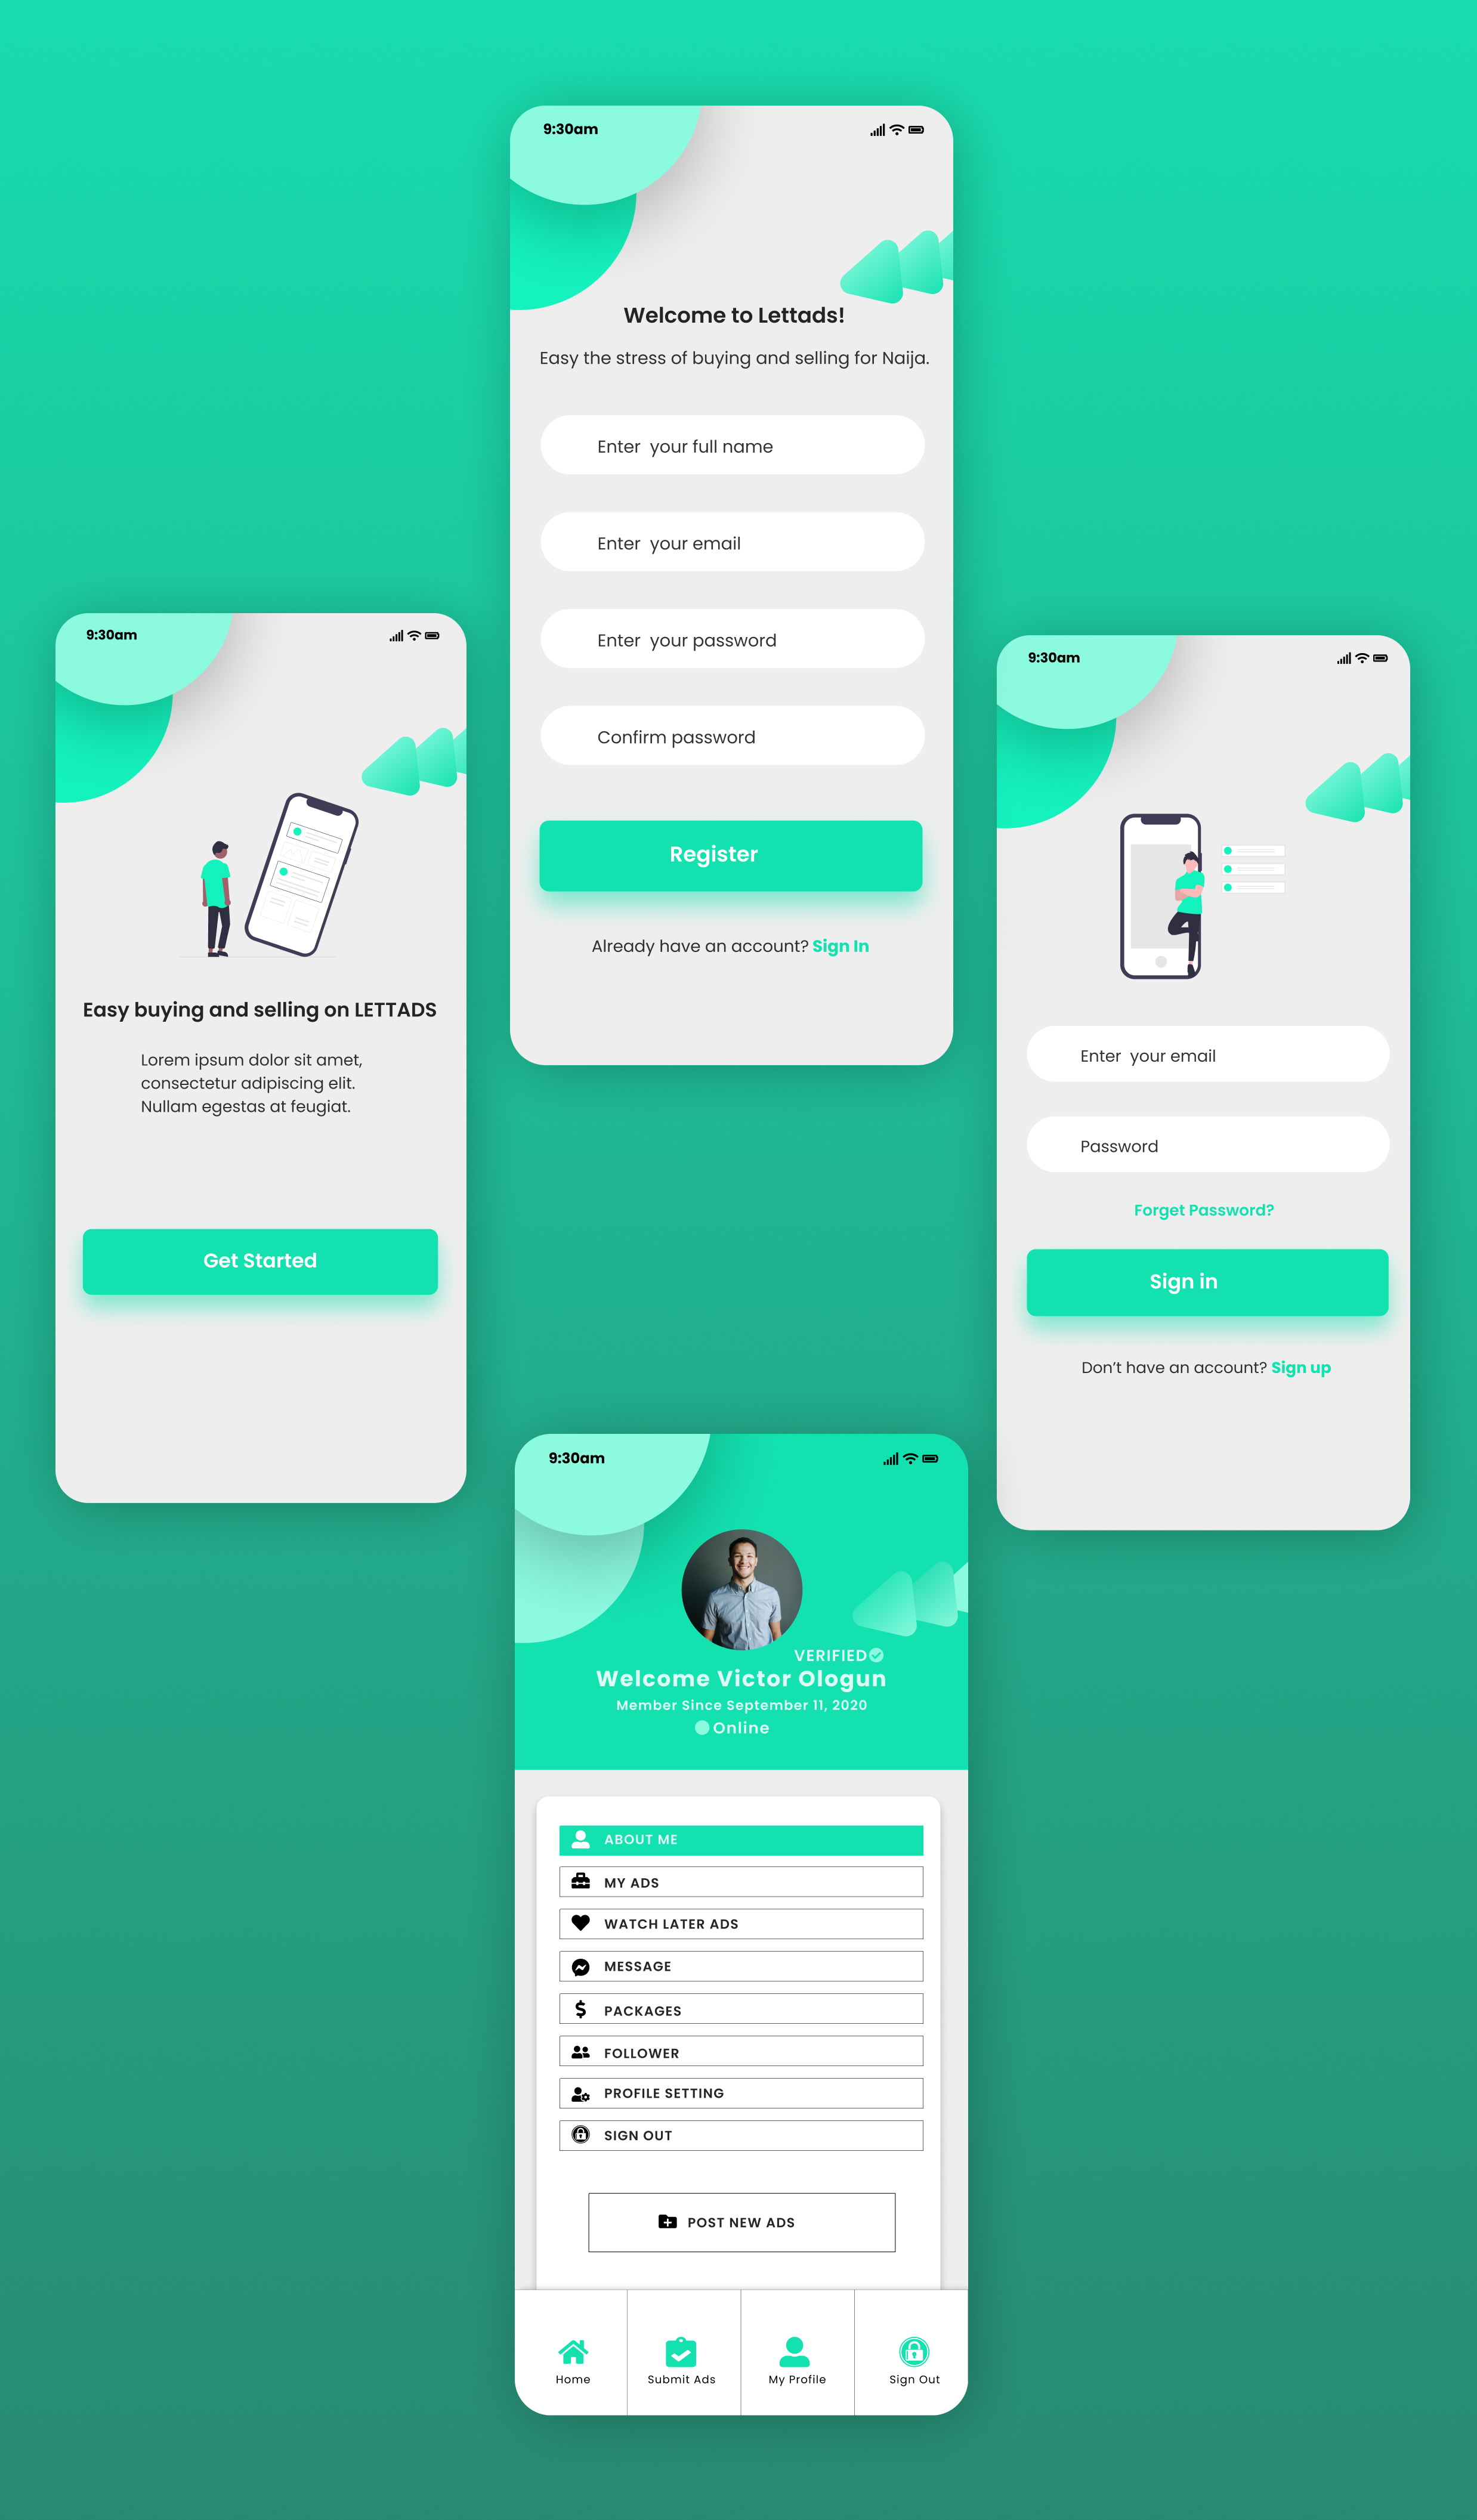 9:30am
Welcome to Lettads!
Easy the stress of buying and selling for Naija.
Enter your full name
Enter your email
Enter your password
Confirm password
Register
Already have an account? Sign In
9:30am
Easy buying and selling on LETTADS
Lorem ipsum dolor sit amet,
consectetur adipiscing elit.
Nullam egestas at feugiat.
Get Started
9:30am
Enter your email
Password
Forget Password?
Sign in
Don't have an account? Sign up
9:30am
VERIFIED
Welcome Victor Ologun
Member Since September 11, 2020
Online
ABOUT ME
MY ADS
WATCH LATER ADS
MESSAGE
PACKAGES
FOLLOWER
PROFILE SETTING
SIGN OUT
POST NEW ADS
Home
Submit Ads
My Profile
Sign Out